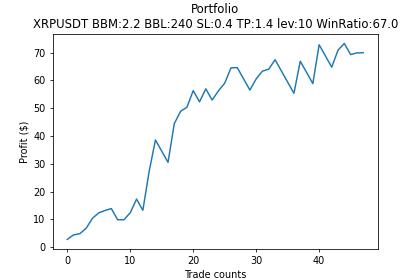 Portfolio
XRPUSDT BBM:2.2 BBL:240 SL:0.4 TP:1.4 lev:10 WinRatio:67.0
70
60
50
40
30
20
10
0
Profit ($)
0 10 20 30 40
Trade counts